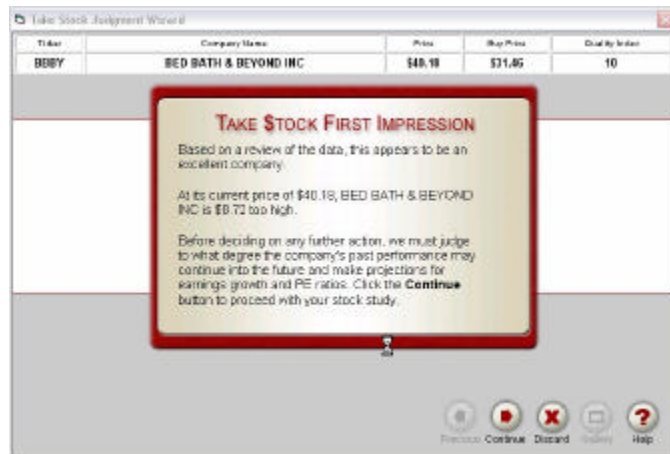 Take Stock Judgment Wizard
Ticker Company Name Price Buy Price Quality Index
BBBY BED BATH & BEYOND INC $40.18 $31.46 10
TAKE $TOCK FIRST IMPRESSION
Based on a review of the data, this appears to be an
excellent company.
At its current price of $40.18, BED BATH & BEYOND
INC is $8.72 too high.
Before deciding on any further action, we must judge
to what degree the company's past performance may
continue into the future and make projections for
earnings growth and PE ratios. Click the Continue
button to proceed with your stock study.
Previous Continue Discard Help